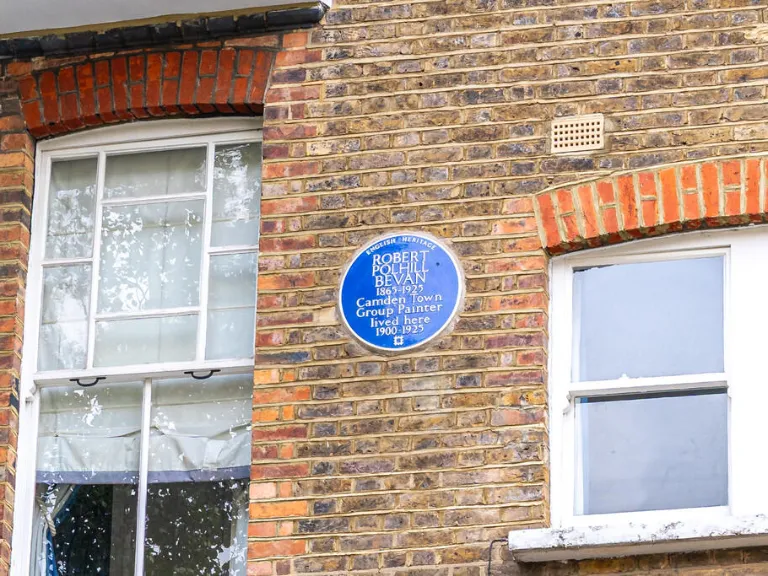 ENGLISH HERITAGE
ROBERT
POLHILL
BEVAN
1865-1925
Camden Town
Group Painter
lived here
1900-1925